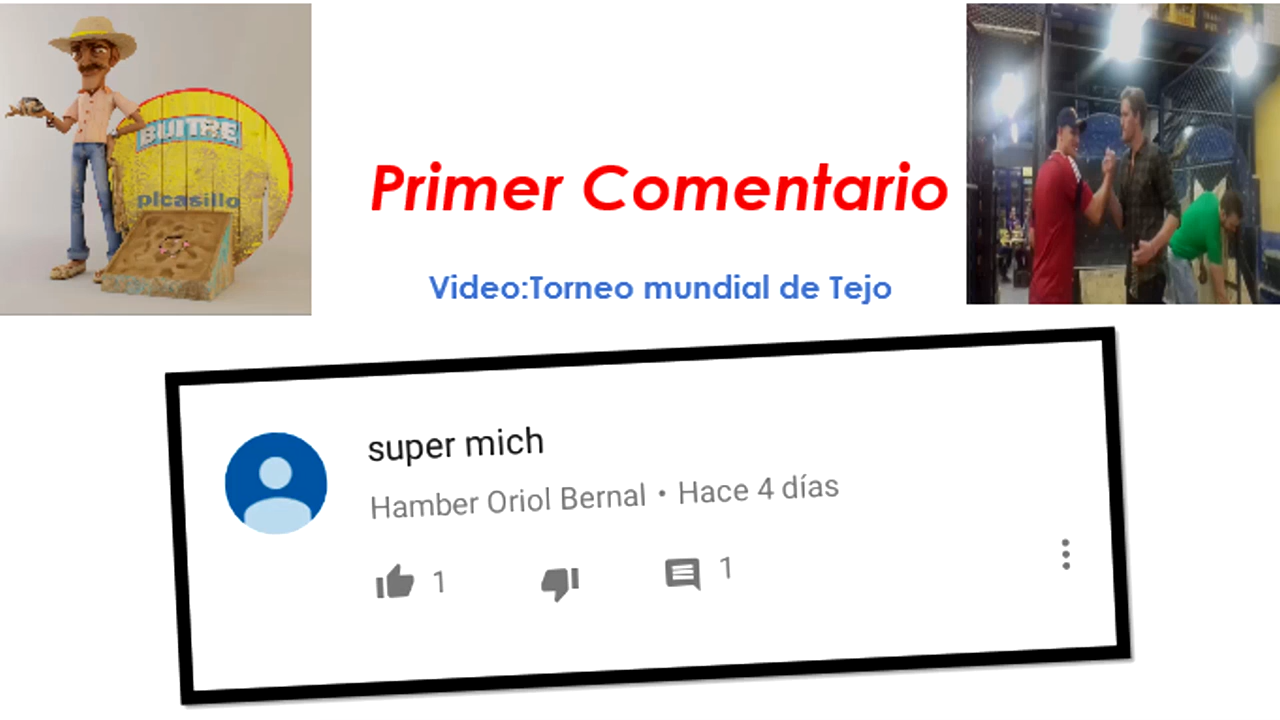 BUITRE
picasillo
Primer Comentario
Video:Torneo mundial de Tejo
super mich
Hamber Oriol Bernal • Hace 4 días
1
1